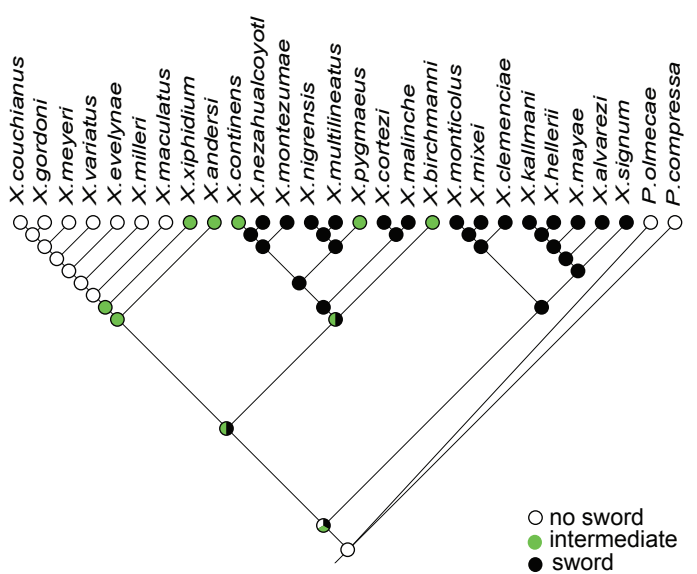 X.couchianus
X.gordoni
X.meyeri
X.variatus
X.evelynae
X.milleri
X.maculatus
X.xiphidium
X.andersi
X.continens
X.nezahualcoyotl
X.montezumae
X.nigrensis
X.multilineatus
X.pygmaeus
X.cortezi
X.malinche
X.birchmanni
X.monticolus
X.mixei
X.clemenciae
X.kallmani
X.hellerii
X.mayae
X.alvarezi
X.signum
P.olmecae
P.compressa
no sword
intermediate
sword